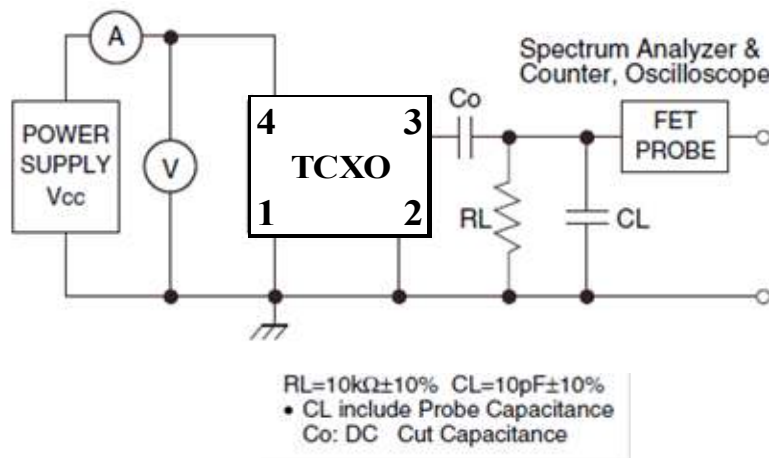 A
Spectrum Analyzer &
Counter, Oscilloscope
POWER
SUPPLY
Vcc
V
4
3
TCXO
1
2
Co
FET
PROBE
RL
CL
RL=10kΩ±10% CL=10pF±10%
• CL include Probe Capacitance
Co: DC Cut Capacitance